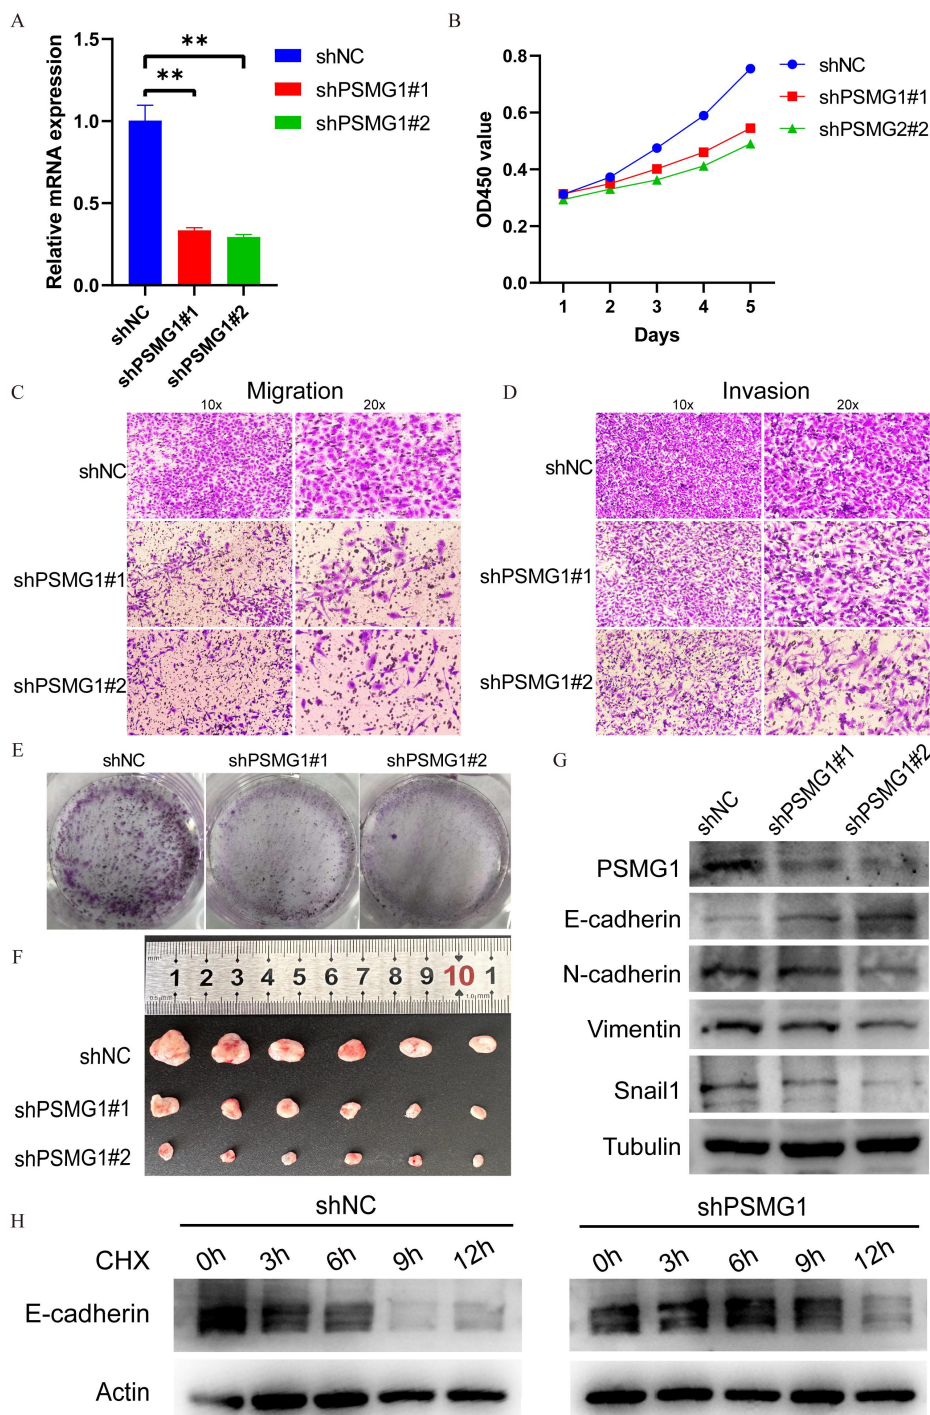 A
Relative mRNA expression
1.5
1.0
0.5
0.0
**
**
shNC
shPSMG1#1
shPSMG1#2
shNC
shPSMG1#1
shPSMG1#2
B
OD450 value
0.8
0.6
0.4
0.2
0.0
1 2 3 4 5
Days
shNC
shPSMG1#1
shPSMG2#2
C
Migration
10x 20x
shNC
shPSMG1#1
shPSMG1#2
D
Invasion
10x 20x
shNC
shPSMG1#1
shPSMG1#2
E
shNC shPSMG1#1 shPSMG1#2
F
mm
1 2 3 4 5 6 7 8 9 10 1
0.5mm 1.0mm
shNC
shPSMG1#1
shPSMG1#2
G
shNC shPSMG1#1 shPSMG1#2
PSMG1
E-cadherin
N-cadherin
Vimentin
Snail1
Tubulin
H
shNC shPSMG1
CHX 0h 3h 6h 9h 12h 0h 3h 6h 9h 12h
E-cadherin
Actin